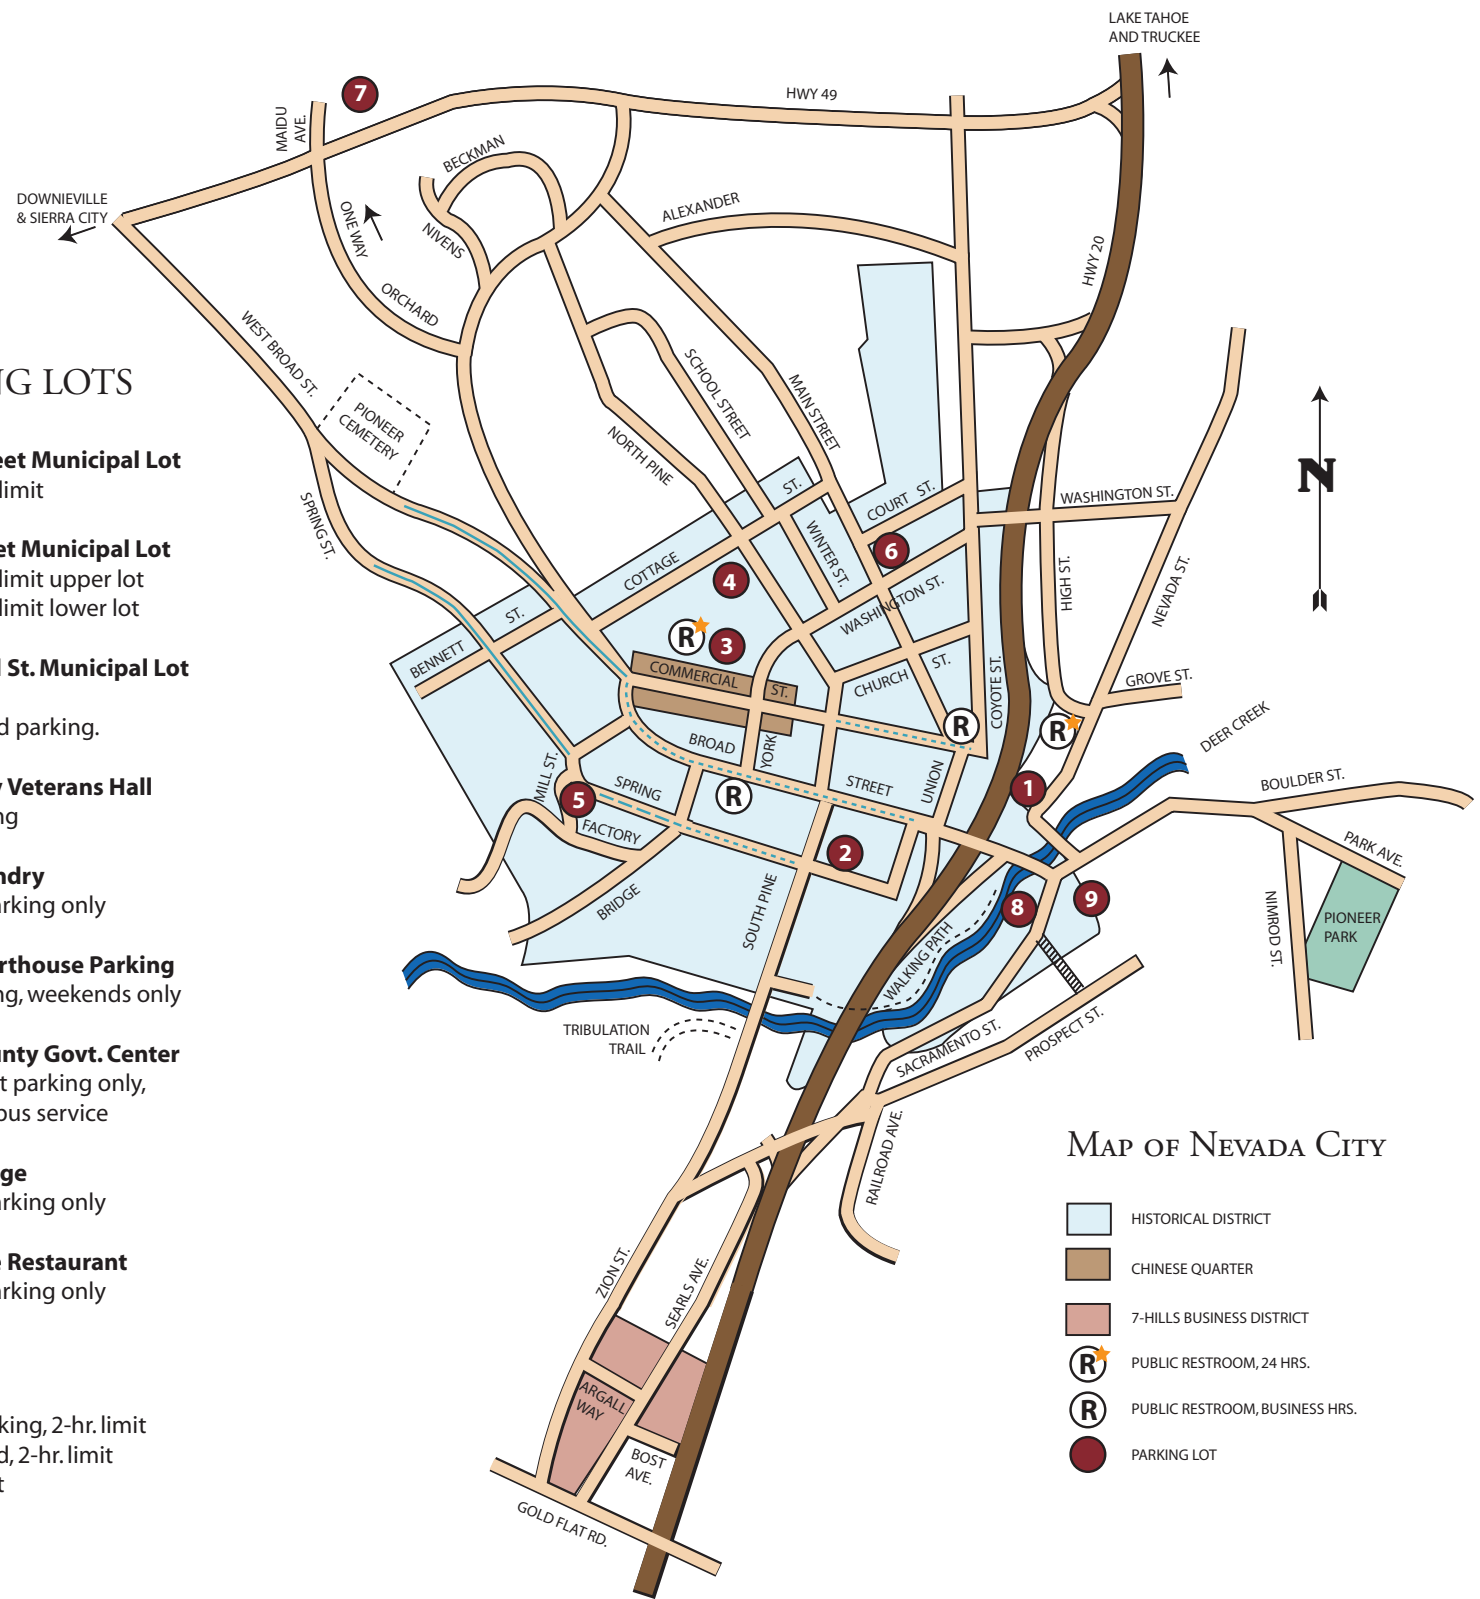 LAKE TAHOE
AND TRUCKEE
7
HWY 49
MAIDU
AVE.
BECKMAN
DOWNIEVILLE
& SIERRA CITY
ONE WAY
NIVENS
ALEXANDER
HWY 20
ORCHARD
WEST BROAD ST.
PIONEER
CEMETERY
SCHOOL STREET
MAIN STREET
NORTH PINE
SPRING ST.
N
NG LOTS
eet Municipal Lot
limit
et Municipal Lot
limit upper lot
limit lower lot
l St. Municipal Lot
d parking.
y Veterans Hall
ng
ndry
arking only
rthouse Parking
ng, weekends only
unty Govt. Center
t parking only,
bus service
ge
arking only
e Restaurant
arking only
king, 2-hr. limit
d, 2-hr. limit
t
COTTAGE ST.
WINTER ST.
COURT ST.
WASHINGTON ST.
6
4
WASHINGTON ST.
HIGH ST.
NEVADA ST.
BENNETT ST.
R
3
COMMERCIAL ST.
CHURCH ST.
COYOTE ST.
GROVE ST.
R
R
DEER CREEK
BROAD STREET
YORK
UNION
MILL ST.
SPRING
5
R
1
BOULDER ST.
FACTORY
2
PARK AVE.
BRIDGE
SOUTH PINE
8
9
NIMROD ST.
PIONEER
PARK
WALKING PATH
TRIBULATION
TRAIL
SACRAMENTO ST.
PROSPECT ST.
RAILROAD AVE.
ZION ST.
SEARLS AVE.
ARGALL
WAY
BOST
AVE.
GOLD FLAT RD.
MAP OF NEVADA CITY
HISTORICAL DISTRICT
CHINESE QUARTER
7-HILLS BUSINESS DISTRICT
R PUBLIC RESTROOM, 24 HRS.
R PUBLIC RESTROOM, BUSINESS HRS.
PARKING LOT